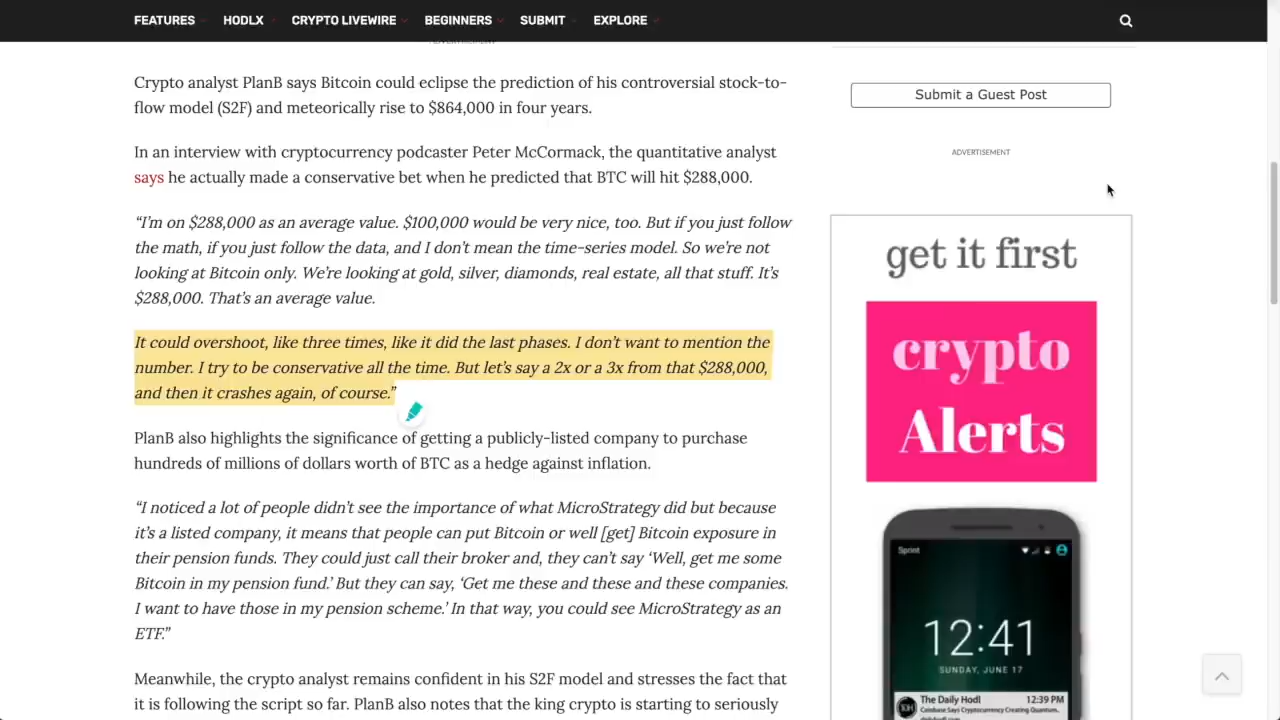 FEATURES HODLX CRYPTO LIVEWIRE BEGINNERS SUBMIT EXPLORE
Crypto analyst PlanB says Bitcoin could eclipse the prediction of his controversial stock-to-
flow model (S2F) and meteorically rise to $864,000 in four years.
In an interview with cryptocurrency podcaster Peter McCormack, the quantitative analyst
says he actually made a conservative bet when he predicted that BTC will hit $288,000.
“I’m on $288,000 as an average value. $100,000 would be very nice, too. But if you just follow
the math, if you just follow the data, and I don’t mean the time-series model. So we’re not
looking at Bitcoin only. We’re looking at gold, silver, diamonds, real estate, all that stuff. It’s
$288,000. That’s an average value.
It could overshoot, like three times, like it did the last phases. I don’t want to mention the
number. I try to be conservative all the time. But let’s say a 2x or a 3x from that $288,000,
and then it crashes again, of course.”
PlanB also highlights the significance of getting a publicly-listed company to purchase
hundreds of millions of dollars worth of BTC as a hedge against inflation.
“I noticed a lot of people didn’t see the importance of what MicroStrategy did but because
it’s a listed company, it means that people can put Bitcoin or well [get] Bitcoin exposure in
their pension funds. They could just call their broker and, they can’t say ‘Well, get me some
Bitcoin in my pension fund.’ But they can say, ‘Get me these and these and these companies.
I want to have those in my pension scheme.’ In that way, you could see MicroStrategy as an
ETF.”
Meanwhile, the crypto analyst remains confident in his S2F model and stresses the fact that
it is following the script so far. PlanB also notes that the king crypto is starting to seriously
Submit a Guest Post
ADVERTISEMENT
get it first
crypto
Alerts
Sprint
12:41
SUNDAY, JUNE 17
The Daily Hodl 12:39 PM
Coinbase Says Cryptocurrency Creating Quantum..